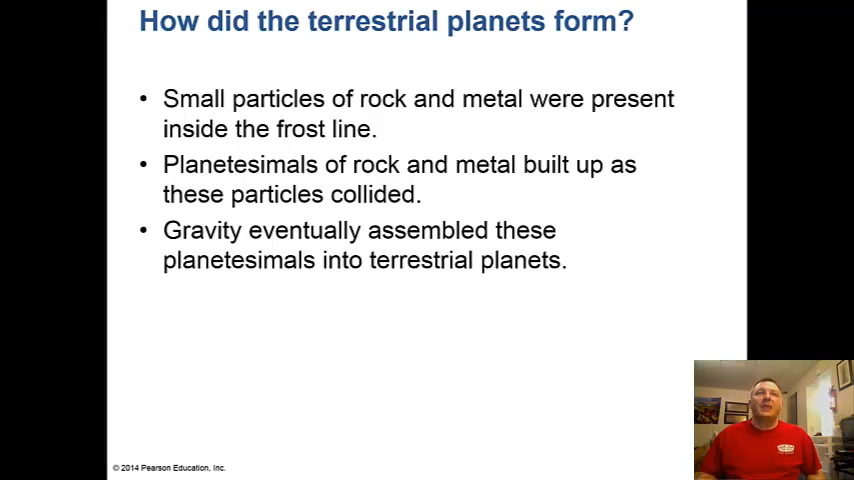 How did the terrestrial planets form?
• Small particles of rock and metal were present
inside the frost line.
• Planetesimals of rock and metal built up as
these particles collided.
• Gravity eventually assembled these
planetesimals into terrestrial planets.
© 2014 Pearson Education, Inc.